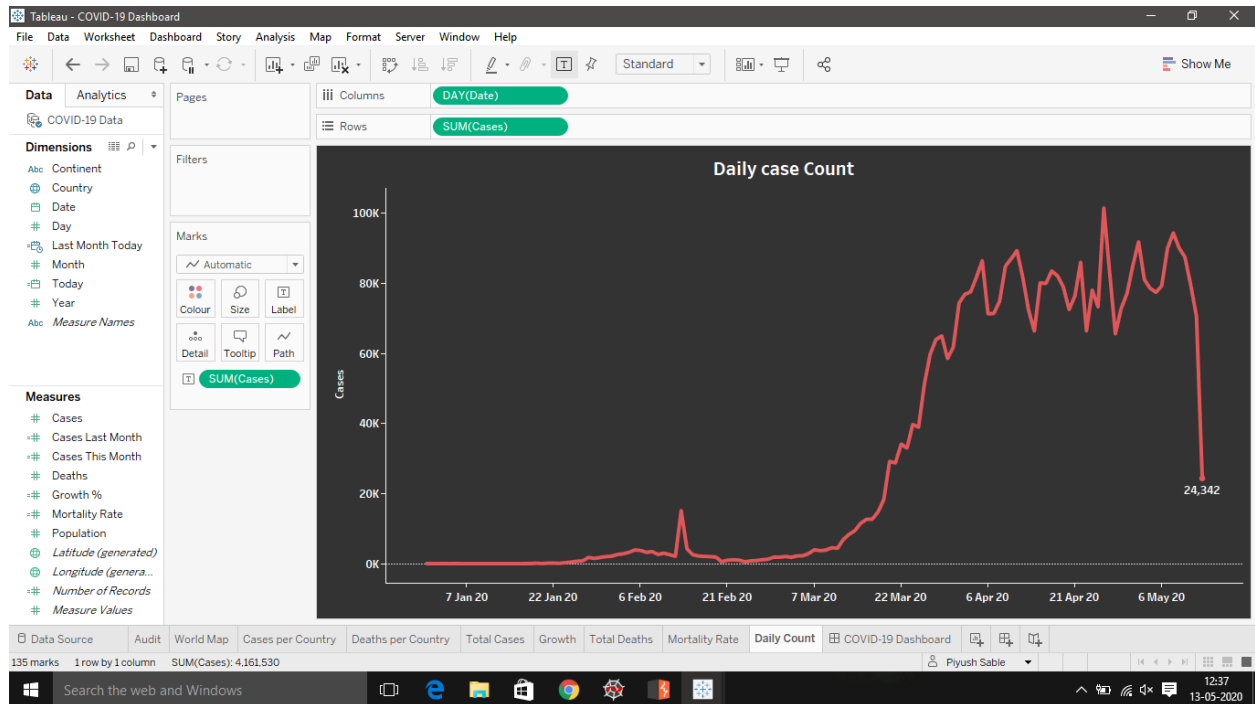 Tableau - COVID-19 Dashboard
File Data Worksheet Dashboard Story Analysis Map Format Server Window Help
Standard
Show Me
Data Analytics
COVID-19 Data
Dimensions
Abc Continent
Country
Date
# Day
Last Month Today
# Month
Today
# Year
Abc Measure Names
Measures
# Cases
=# Cases Last Month
=# Cases This Month
# Deaths
=# Growth %
=# Mortality Rate
# Population
Latitude (generated)
Longitude (genera...
=# Number of Records
# Measure Values
Pages
Filters
Marks
Automatic
Colour Size Label
Detail Tooltip Path
SUM(Cases)
Columns DAY(Date)
Rows SUM(Cases)
Daily case Count
Cases
100K
80K
60K
40K
20K
0K
24,342
7 Jan 20 22 Jan 20 6 Feb 20 21 Feb 20 7 Mar 20 22 Mar 20 6 Apr 20 21 Apr 20 6 May 20
Data Source Audit World Map Cases per Country Deaths per Country Total Cases Growth Total Deaths Mortality Rate Daily Count COVID-19 Dashboard
135 marks 1 row by 1 column SUM(Cases): 4,161,530 Piyush Sable
Search the web and Windows
12:37
13-05-2020